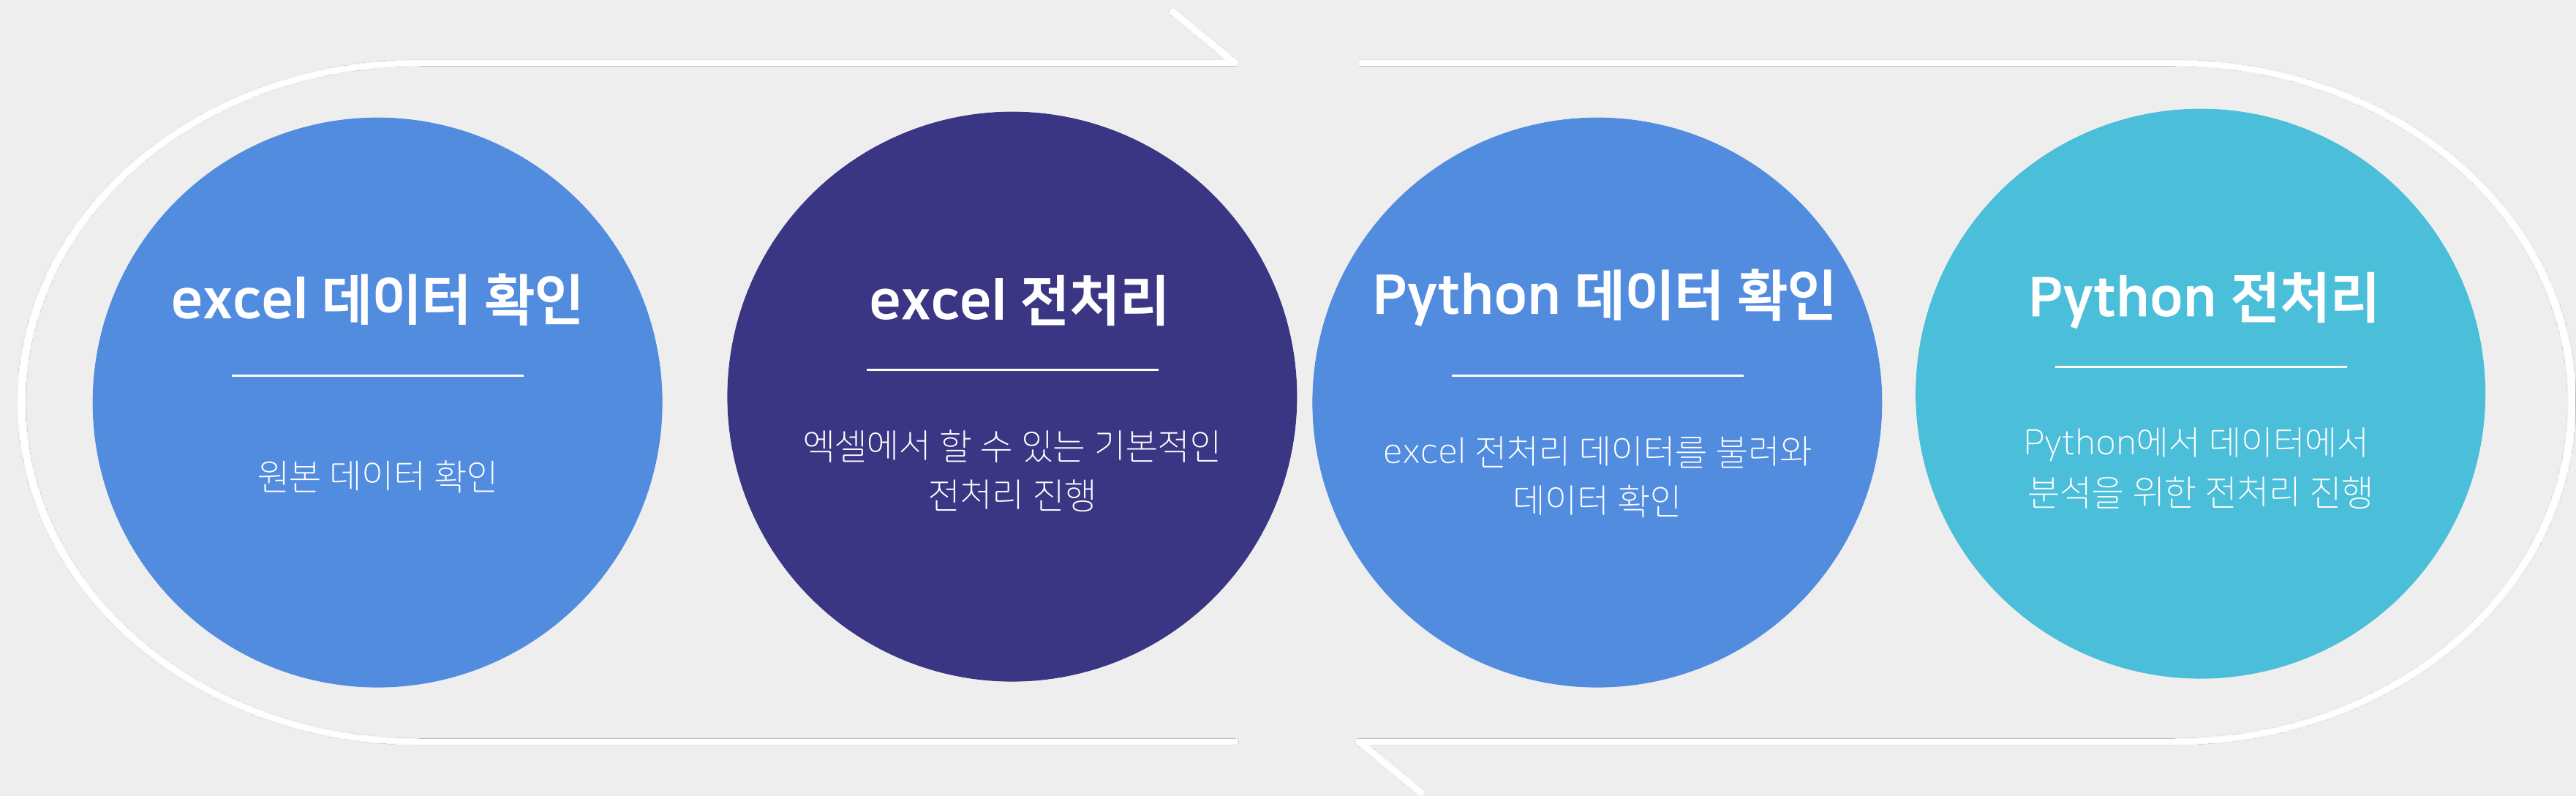 excel 데이터 확인
원본 데이터 확인
excel 전처리
엑셀에서 할 수 있는 기본적인
전처리 진행
Python 데이터 확인
excel 전처리 데이터를 불러와
데이터 확인
Python 전처리
Python에서 데이터에서
분석을 위한 전처리 진행